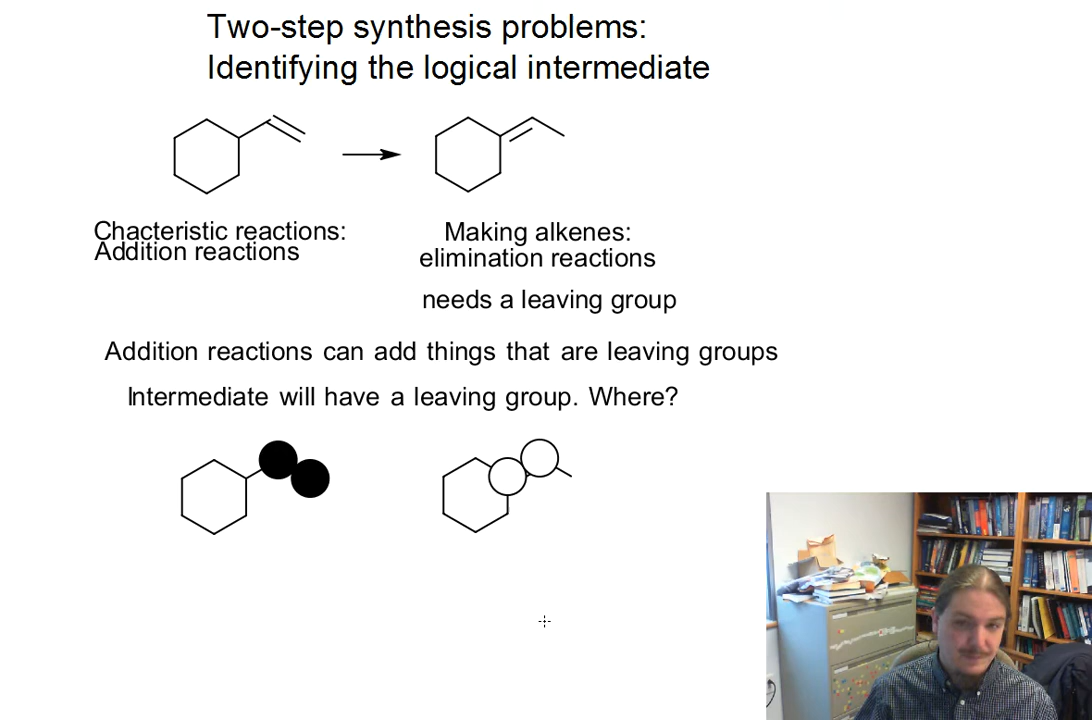 Two-step synthesis problems:
Identifying the logical intermediate
Chacteristic reactions:
Addition reactions
Making alkenes:
elimination reactions
needs a leaving group
Addition reactions can add things that are leaving groups
Intermediate will have a leaving group. Where?